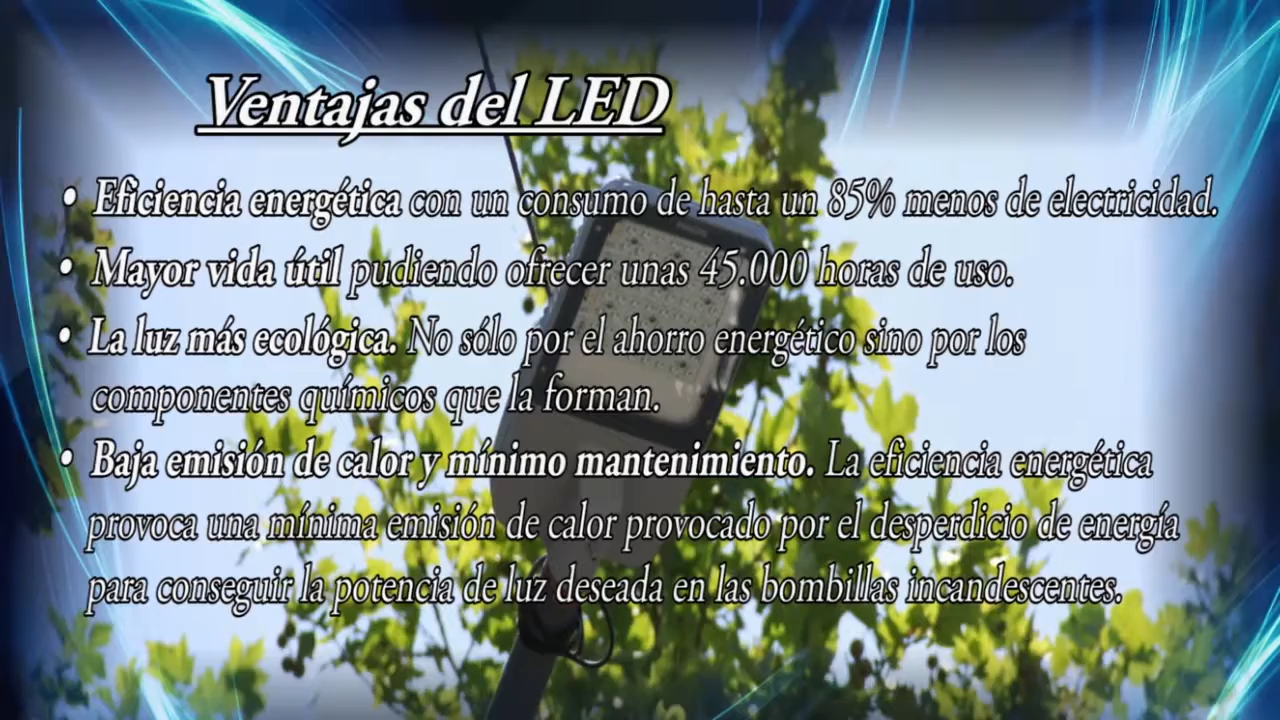 Ventajas del LED
• Eficiencia energética con un consumo de hasta un 85% menos de electricidad.
• Mayor vida útil pudiendo ofrecer unas 45.000 horas de uso.
• La luz más ecológica. No sólo por el ahorro energético sino por los
componentes químicos que la forman.
• Baja emisión de calor y mínimo mantenimiento. La eficiencia energética
provoca una mínima emisión de calor provocado por el desperdicio de energía
para conseguir la potencia de luz deseada en las bombillas incandescentes.